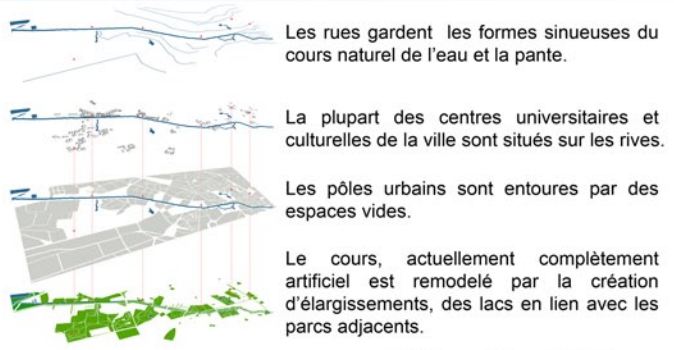 Les rues gardent les formes sinueuses du
cours naturel de l'eau et la pante.
La plupart des centres universitaires et
culturelles de la ville sont situés sur les rives.
Les pôles urbains sont entoures par des
espaces vides.
Le cours, actuellement complètement
artificiel est remodelé par la création
d'élargissements, des lacs en lien avec les
parcs adjacents.